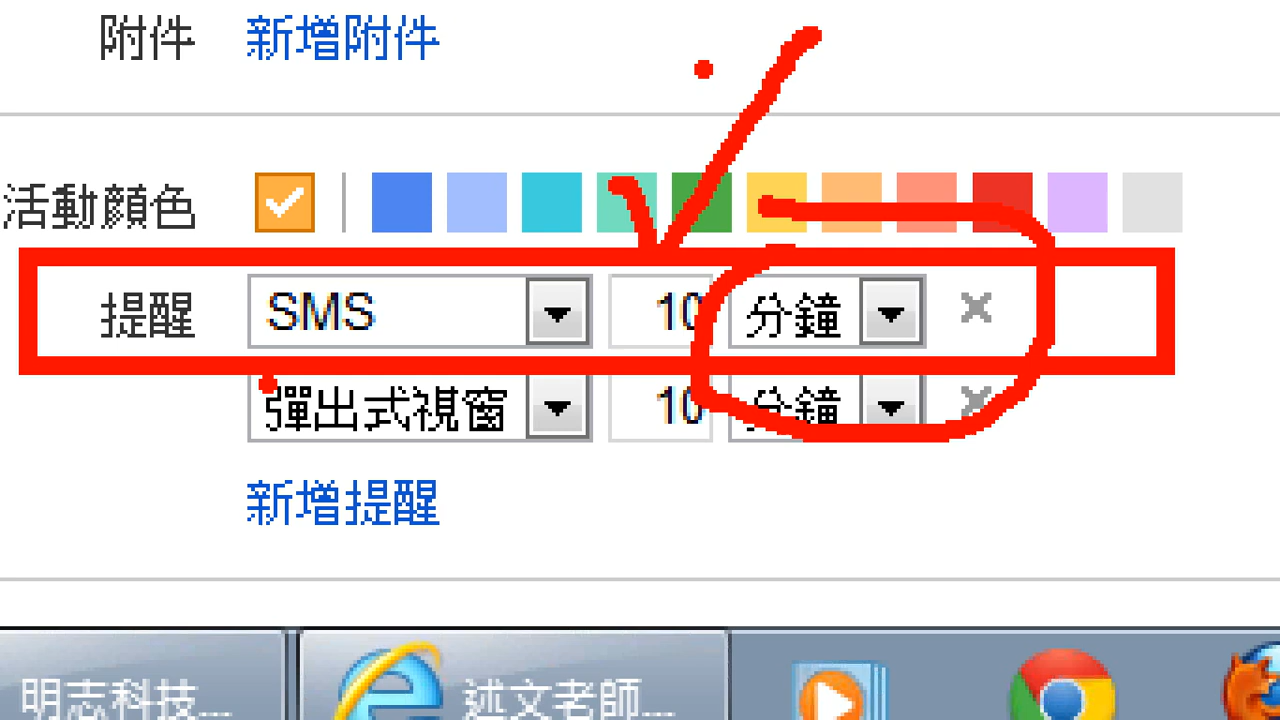 附件 新增附件
活動顏色
提醒 SMS 10 分鐘
彈出式視窗 10 分鐘
新增提醒
明志科技... 述文老師...